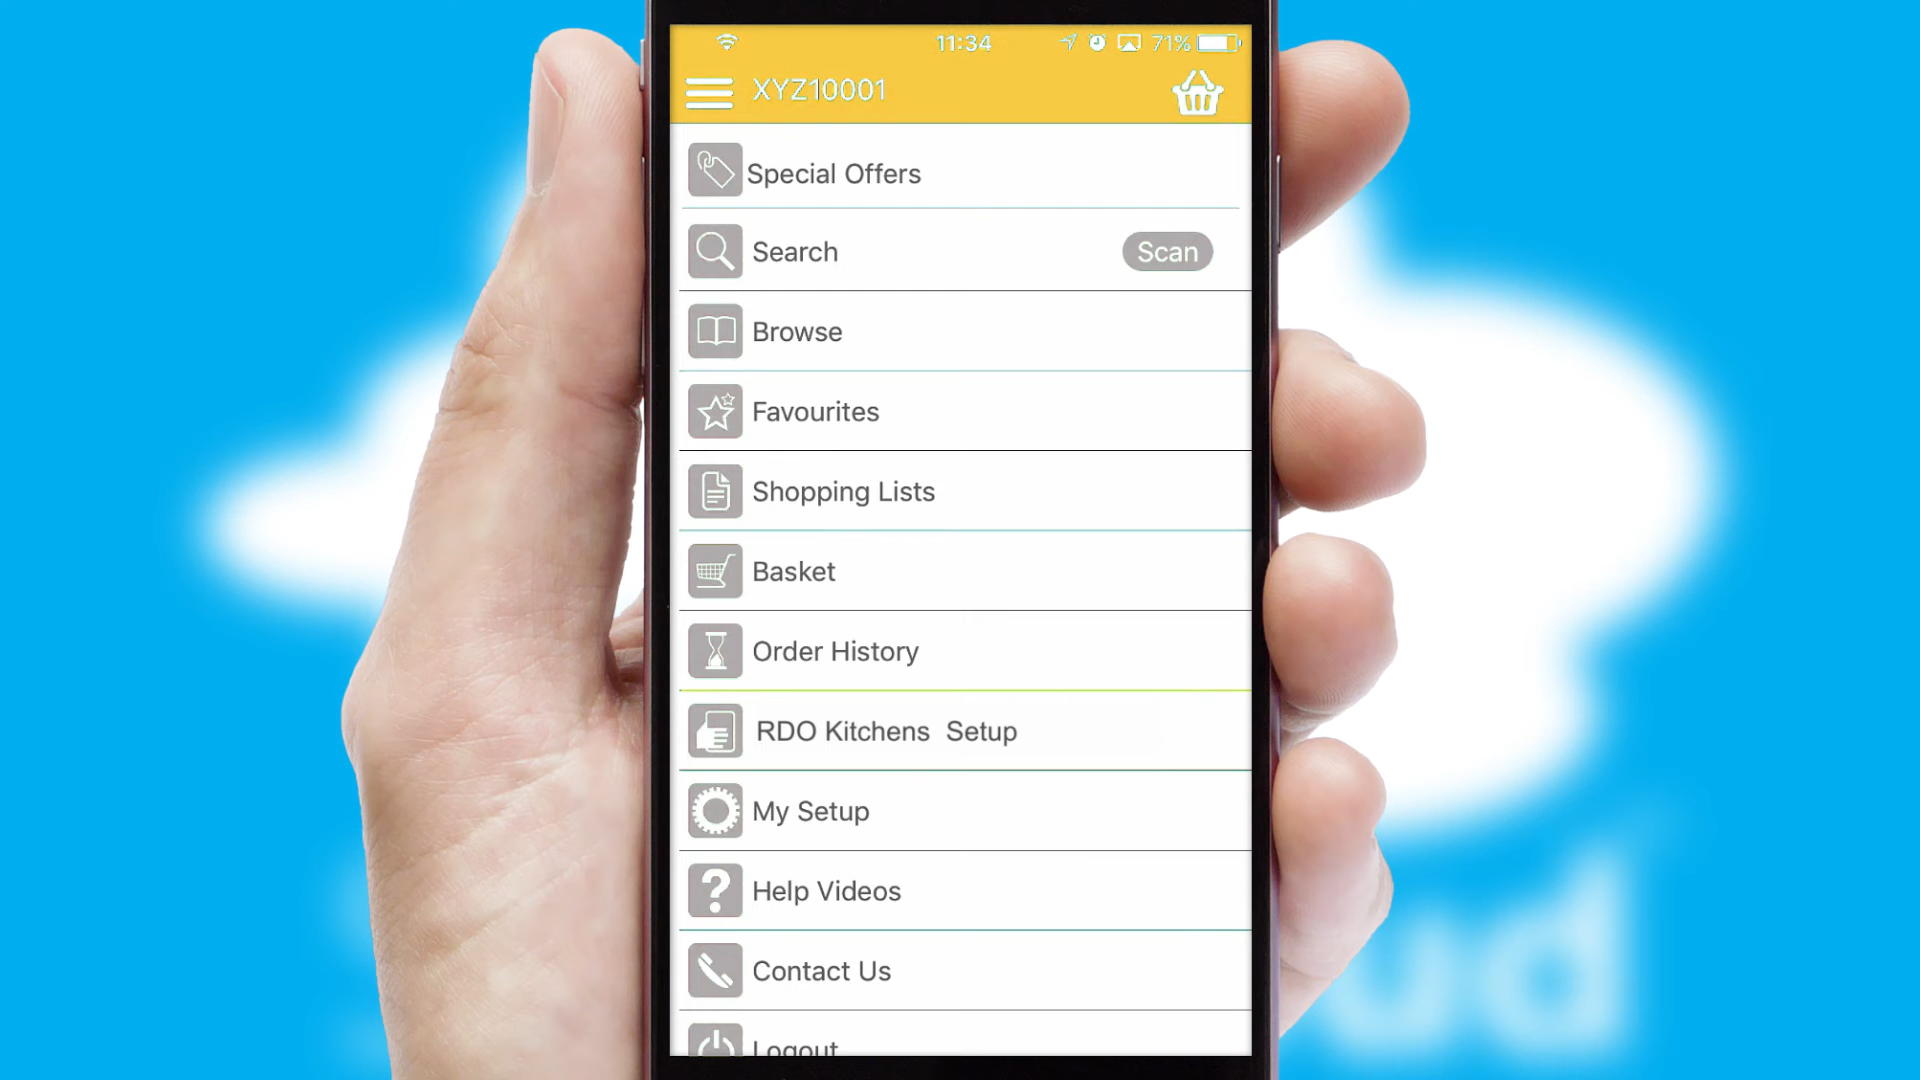 11:34 71%
XYZ10001
Special Offers
Search Scan
Browse
Favourites
Shopping Lists
Basket
Order History
RDO Kitchens Setup
My Setup
Help Videos
Contact Us
Logout
ud